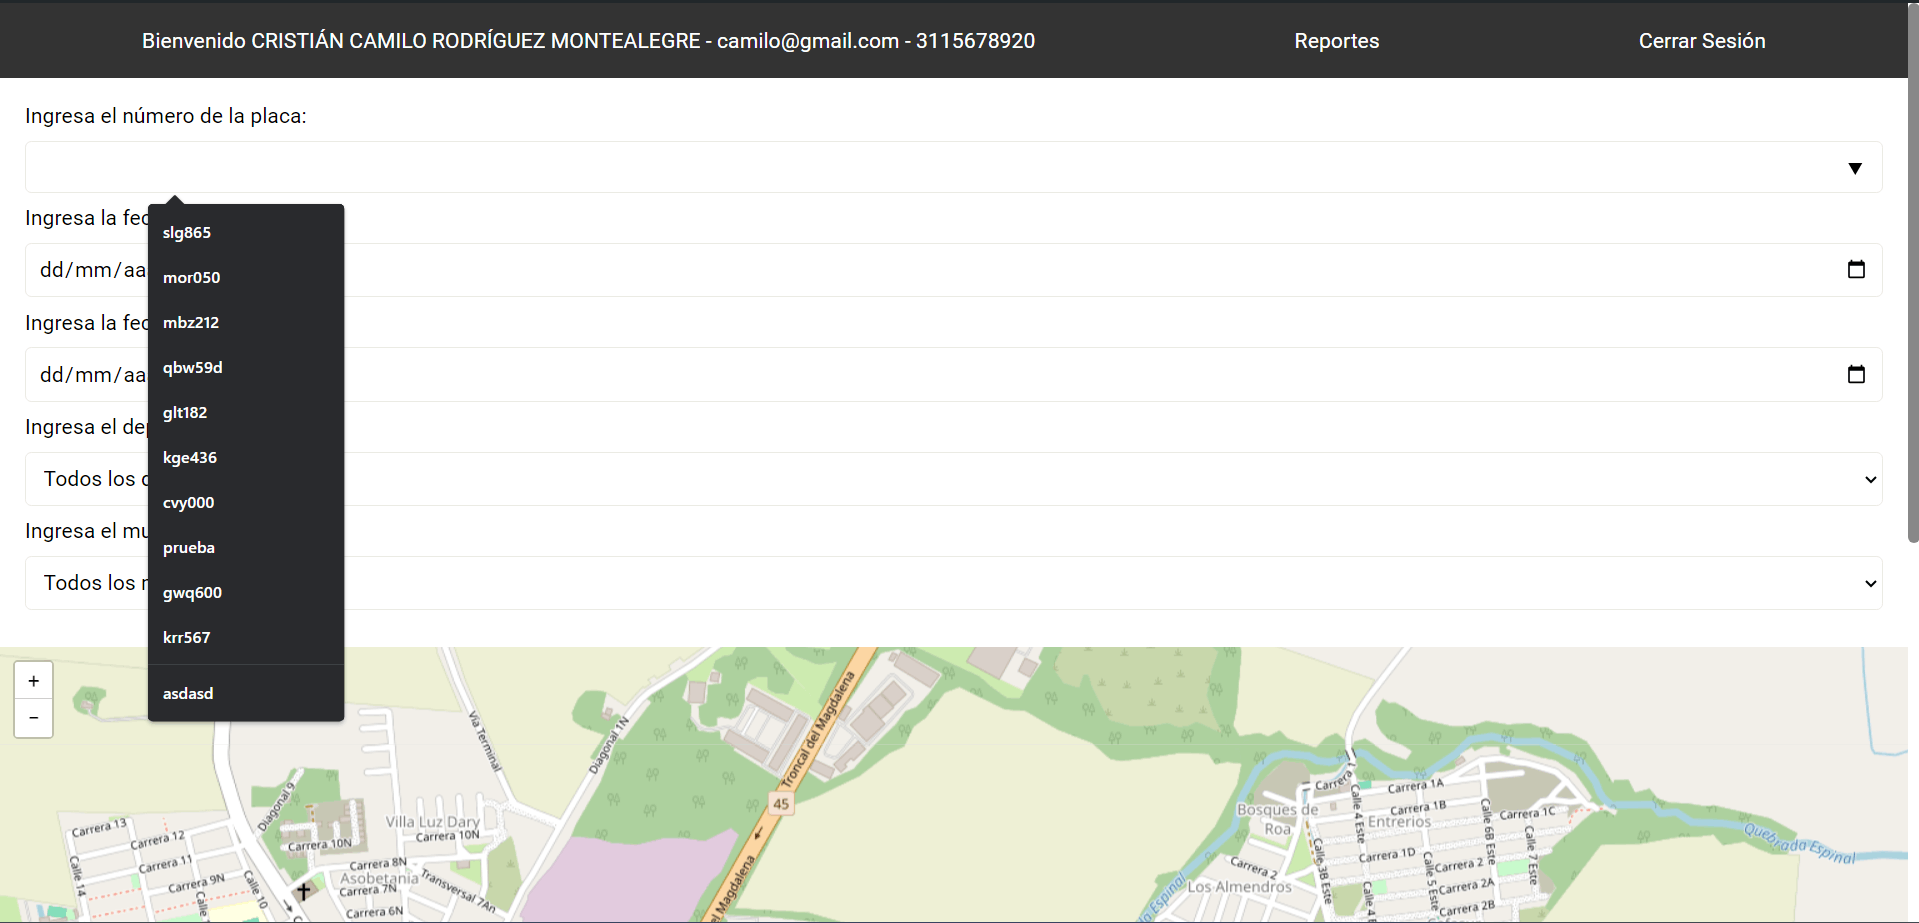 Bienvenido CRISTIÁN CAMILO RODRÍGUEZ MONTEALEGRE - camilo@gmail.com - 3115678920
Reportes
Cerrar Sesión
Ingresa el número de la placa:
Ingresa la fec
dd/mm/aa
Ingresa la fec
dd/mm/aa
Ingresa el de
Todos los
Ingresa el mu
Todos los
slg865
mor050
mbz212
qbw59d
glt182
kge436
cvy000
prueba
gwq600
krr567
asdasd
+
−
Via Terminal
Diagonal 1N
Troncal del Magdalena
45
del Magdalena
Diagonal 9
Villa Luz Dary
Carrera 10N
Carrera 10N
Carrera 13
Carrera 12
Carrera 11
Carrera 9N
Calle 14
Calle 10
Carrera 8N
Asobetania
Carrera 7N
Carrera 6N
Transversal 7An
Bosques de
Roa
Carrera
Calle 4 Este
Carrera 1A
Carrera 1B
Entrerios
Carrera 1C
Calle 6B Este
Calle 7 Este
Carrera 1D
Carrera 2
Carrera 2A
Carrera 2B
Calle 5 Este
Calle 3B Este
Calle 4 E
Carrera 2
Los Almendros
Quebrada Espinal
Espinal